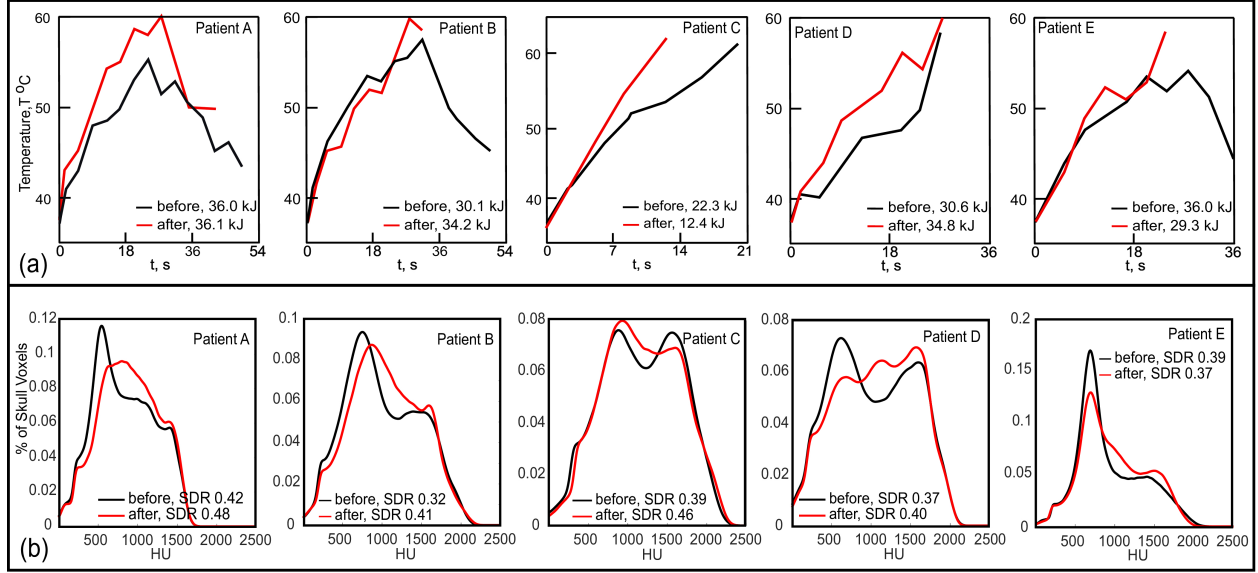 Temperature, T °C
60
50
40
Patient A
before, 36.0 kJ
after, 36.1 kJ
0 18 36 54
t, s
60
50
40
Patient B
before, 30.1 kJ
after, 34.2 kJ
0 18 36 54
t, s
60
50
40
Patient C
before, 22.3 kJ
after, 12.4 kJ
0 7 14 21
t, s
60
50
40
Patient D
before, 30.6 kJ
after, 34.8 kJ
0 18 36
t, s
60
50
40
Patient E
before, 36.0 kJ
after, 29.3 kJ
0 18 36
t, s
(a)
% of Skull Voxels
0.12
0.1
0.08
0.06
0.04
0.02
0
Patient A
before, SDR 0.42
after, SDR 0.48
500 1000 1500 2000 2500
HU
0.1
0.08
0.06
0.04
0.02
0
Patient B
before, SDR 0.32
after, SDR 0.41
500 1000 1500 2000 2500
HU
0.08
0.06
0.04
0.02
0
Patient C
before, SDR 0.39
after, SDR 0.46
500 1000 1500 2000 2500
HU
0.08
0.06
0.04
0.02
0
Patient D
before, SDR 0.37
after, SDR 0.40
500 1000 1500 2000 2500
HU
0.2
0.15
0.1
0.05
0
Patient E
before, SDR 0.39
after, SDR 0.37
500 1000 1500 2000 2500
HU
(b)